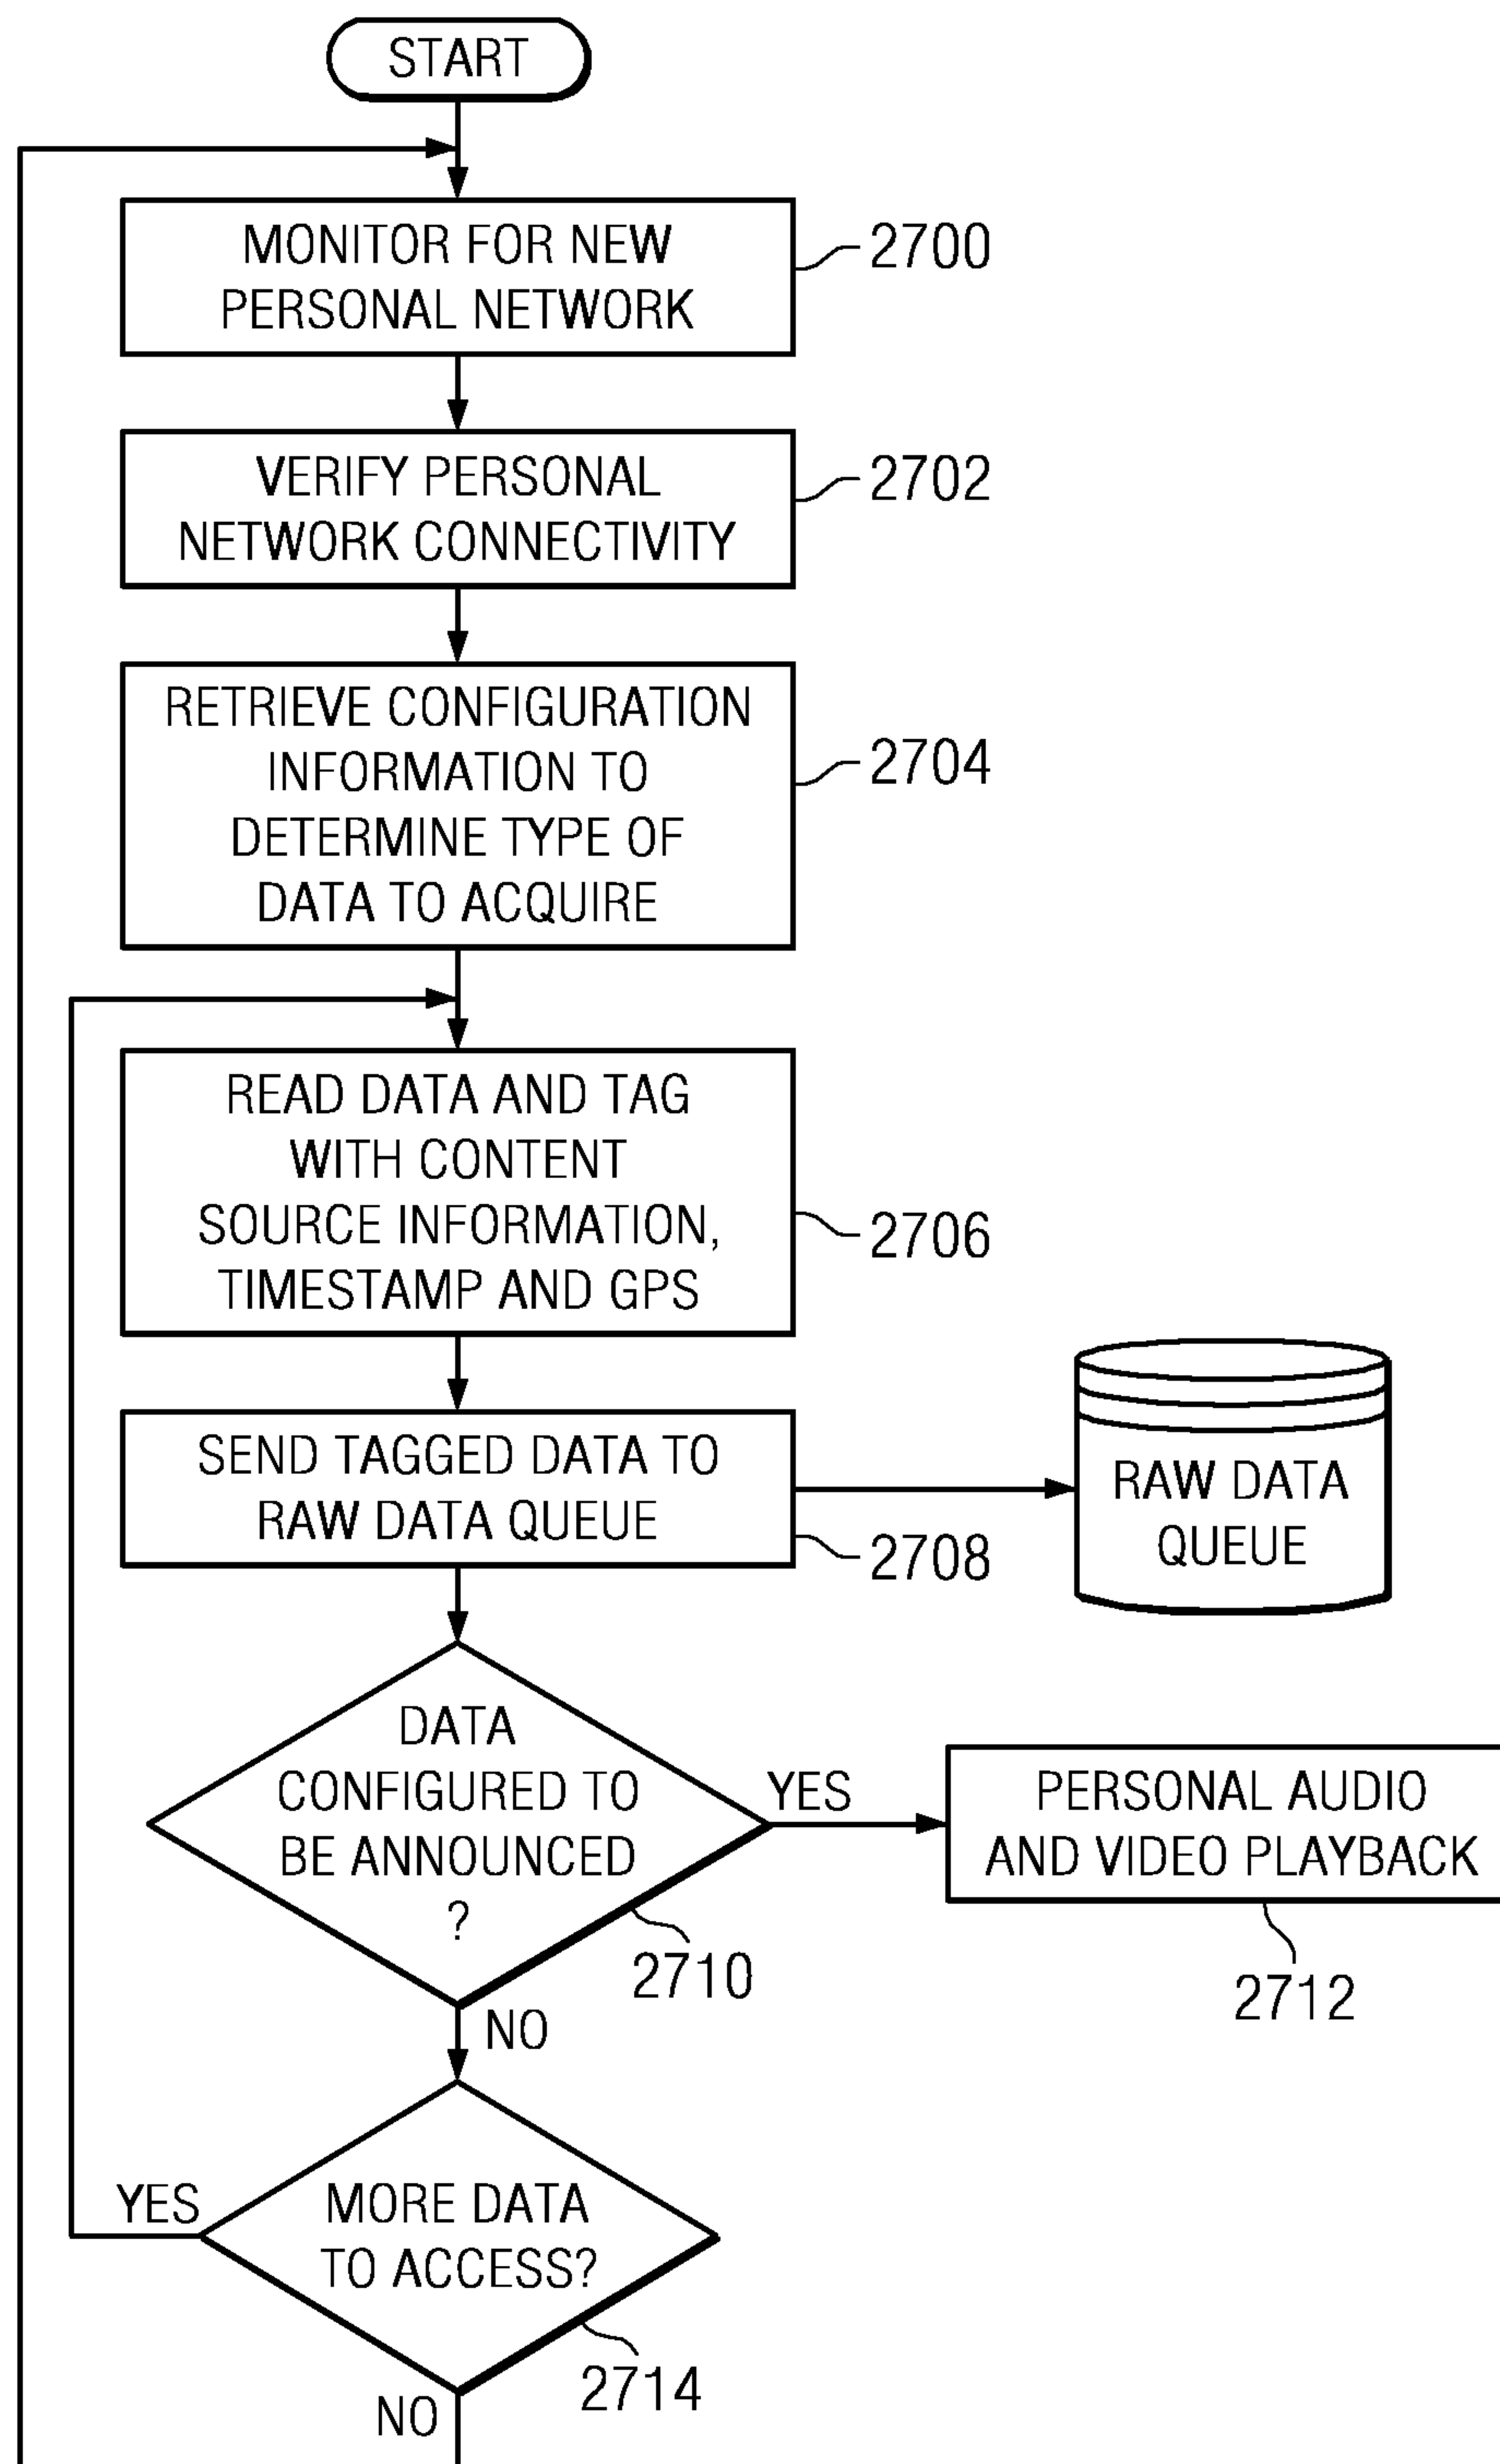 START
MONITOR FOR NEW
PERSONAL NETWORK
2700
VERIFY PERSONAL
NETWORK CONNECTIVITY
2702
RETRIEVE CONFIGURATION
INFORMATION TO
DETERMINE TYPE OF
DATA TO ACQUIRE
2704
READ DATA AND TAG
WITH CONTENT
SOURCE INFORMATION,
TIMESTAMP AND GPS
2706
SEND TAGGED DATA TO
RAW DATA QUEUE
2708
RAW DATA
QUEUE
DATA
CONFIGURED TO
BE ANNOUNCED
?
2710
YES
PERSONAL AUDIO
AND VIDEO PLAYBACK
2712
NO
MORE DATA
TO ACCESS?
2714
YES
NO